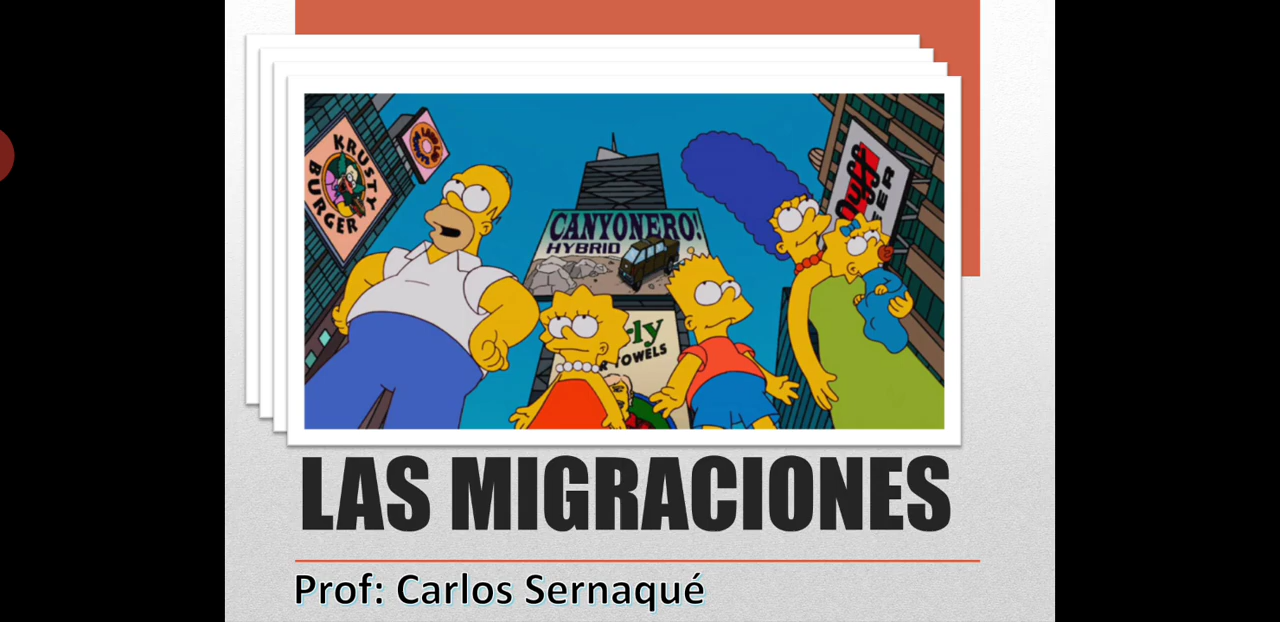 KRUSTY
BURGER
CANYONERO!
HYBRID
TOWELS
LAS MIGRACIONES
Prof: Carlos Sernaqué